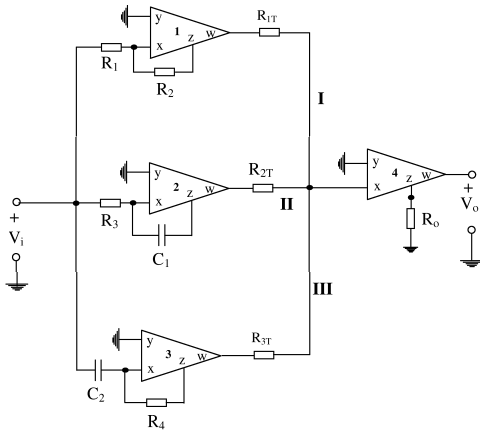 y
1
z
w
x
R1T
R1
R2
I
y
2
z
w
x
R2T
II
R3
C1
y
4
z
w
x
+
Vi
Ro
+
Vo
III
y
3
z
w
x
R3T
C2
R4